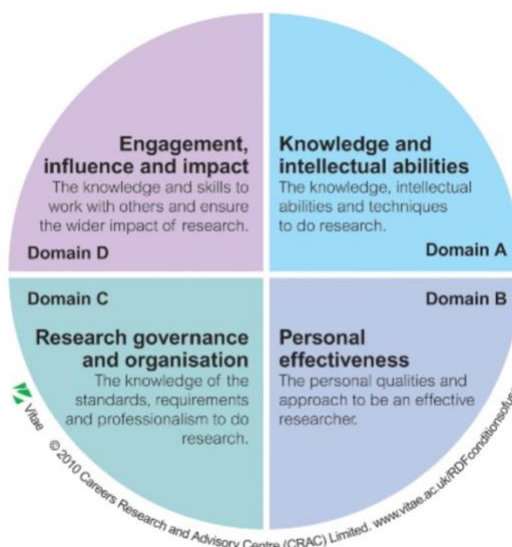 Engagement,
influence and impact
The knowledge and skills to
work with others and ensure
the wider impact of research.
Domain D
Knowledge and
intellectual abilities
The knowledge, intellectual
abilities and techniques
to do research.
Domain A
Domain C
Research governance
and organisation
The knowledge of the
standards, requirements
and professionalism to do
research.
Domain B
Personal
effectiveness
The personal qualities and
approach to be an effective
researcher.
Vitae
© 2010 Careers Research and Advisory Centre (CRAC) Limited. www.vitae.ac.uk/RDFconditionsofuse